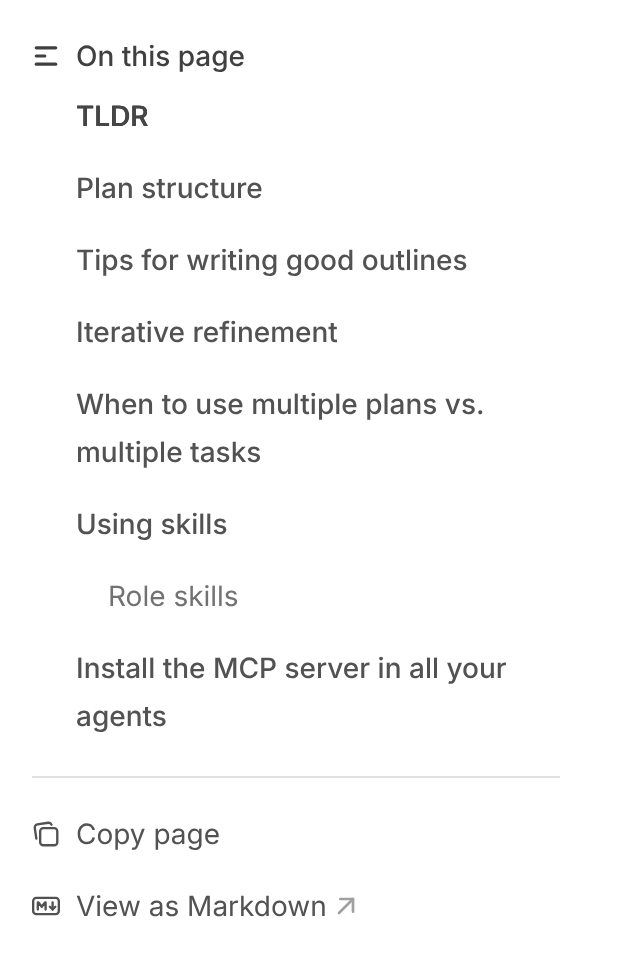 On this page
TLDR
Plan structure
Tips for writing good outlines
Iterative refinement
When to use multiple plans vs.
multiple tasks
Using skills
Role skills
Install the MCP server in all your
agents
Copy page
View as Markdown